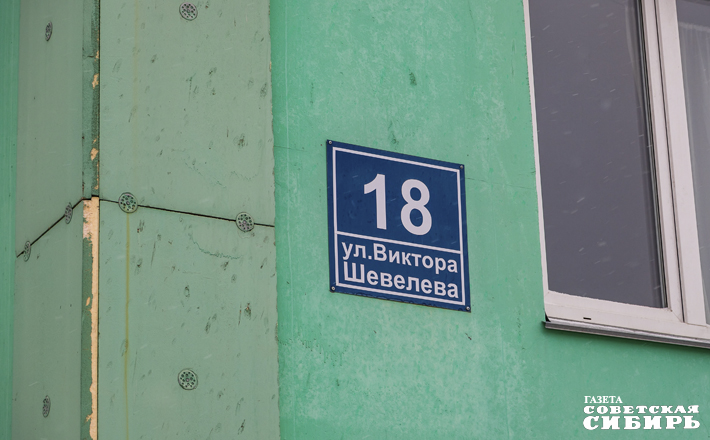 18
ул.Виктора
Шевелева
ГАЗЕТА
СОВЕТСКАЯ
СИБИРЬ